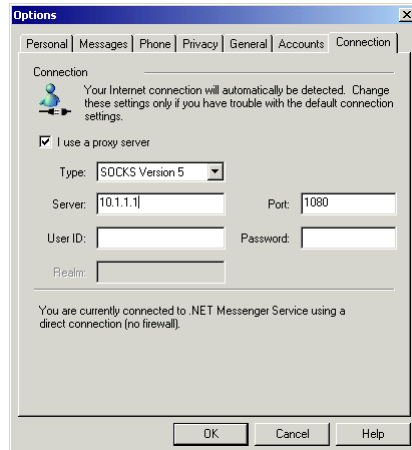 Options
Personal Messages Phone Privacy General Accounts Connection
Connection
Your Internet connection will automatically be detected. Change
these settings only if you have trouble with the default connection
settings.
I use a proxy server
Type: SOCKS Version 5
Server: 10.1.1.1 Port: 1080
User ID: Password:
Realm:
You are currently connected to .NET Messenger Service using a
direct connection (no firewall).
OK Cancel Help